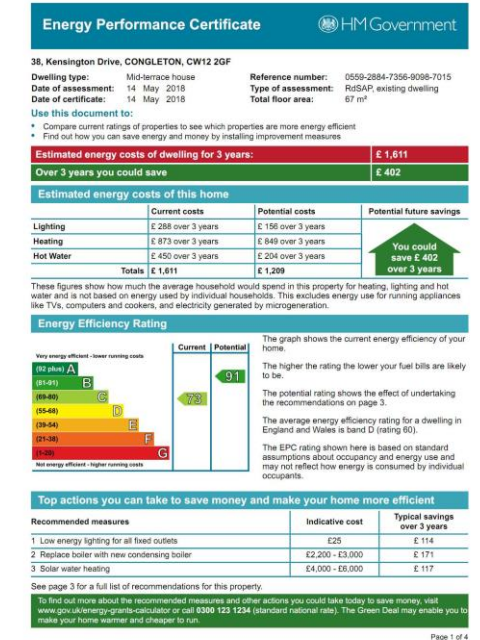 Energy Performance Certificate
HM Government
38, Kensington Drive, CONGLETON, CW12 2GF
Dwelling type: Mid-terrace house
Reference number: 0559-2884-7356-9098-7015
Date of assessment: 14 May 2018
Type of assessment: RdSAP, existing dwelling
Date of certificate: 14 May 2018
Total floor area: 67 m²
Use this document to:
• Compare current ratings of properties to see which properties are more energy efficient
• Find out how you can save energy and money by installing improvement measures
Estimated energy costs of dwelling for 3 years: £ 1,611
Over 3 years you could save £ 402
Estimated energy costs of this home
Current costs Potential costs Potential future savings
Lighting £ 288 over 3 years £ 156 over 3 years
Heating £ 873 over 3 years £ 849 over 3 years
Hot Water £ 450 over 3 years £ 204 over 3 years
Totals £ 1,611 £ 1,209
You could
save £ 402
over 3 years
These figures show how much the average household would spend in this property for heating, lighting and hot
water and is not based on energy used by individual households. This excludes energy use for running appliances
like TVs, computers and cookers, and electricity generated by microgeneration.
Energy Efficiency Rating
Current Potential
Very energy efficient - lower running costs
(92 plus) A
(81-91) B
(69-80) C
(55-68) D
(39-54) E
(21-38) F
(1-20) G
Not energy efficient - higher running costs
73
91
The graph shows the current energy efficiency of your
home.
The higher the rating the lower your fuel bills are likely
to be.
The potential rating shows the effect of undertaking
the recommendations on page 3.
The average energy efficiency rating for a dwelling in
England and Wales is band D (rating 60).
The EPC rating shown here is based on standard
assumptions about occupancy and energy use and
may not reflect how energy is consumed by individual
occupants.
Top actions you can take to save money and make your home more efficient
Recommended measures Indicative cost Typical savings
over 3 years
1 Low energy lighting for all fixed outlets £25 £ 114
2 Replace boiler with new condensing boiler £2,200 - £3,000 £ 171
3 Solar water heating £4,000 - £6,000 £ 117
See page 3 for a full list of recommendations for this property.
To find out more about the recommended measures and other actions you could take today to save money, visit
www.gov.uk/energy-grants-calculator or call 0300 123 1234 (standard national rate). The Green Deal may enable you to
make your home warmer and cheaper to run.
Page 1 of 4